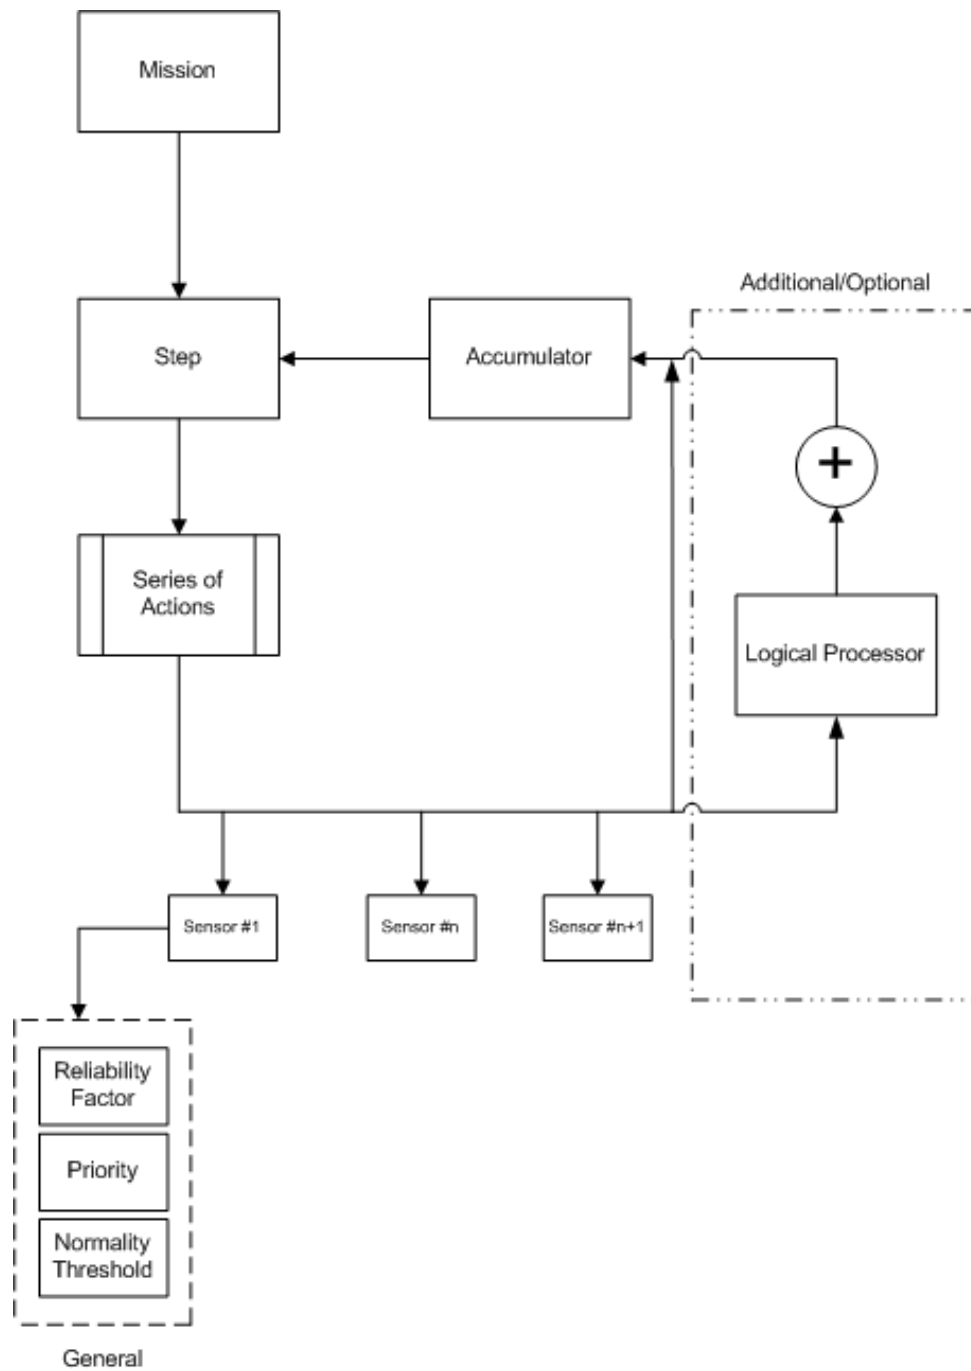 Mission
Additional/Optional
Step
Accumulator
+
Series of
Actions
Logical Processor
Sensor #1
Sensor #n
Sensor #n+1
Reliability
Factor
Priority
Normality
Threshold
General